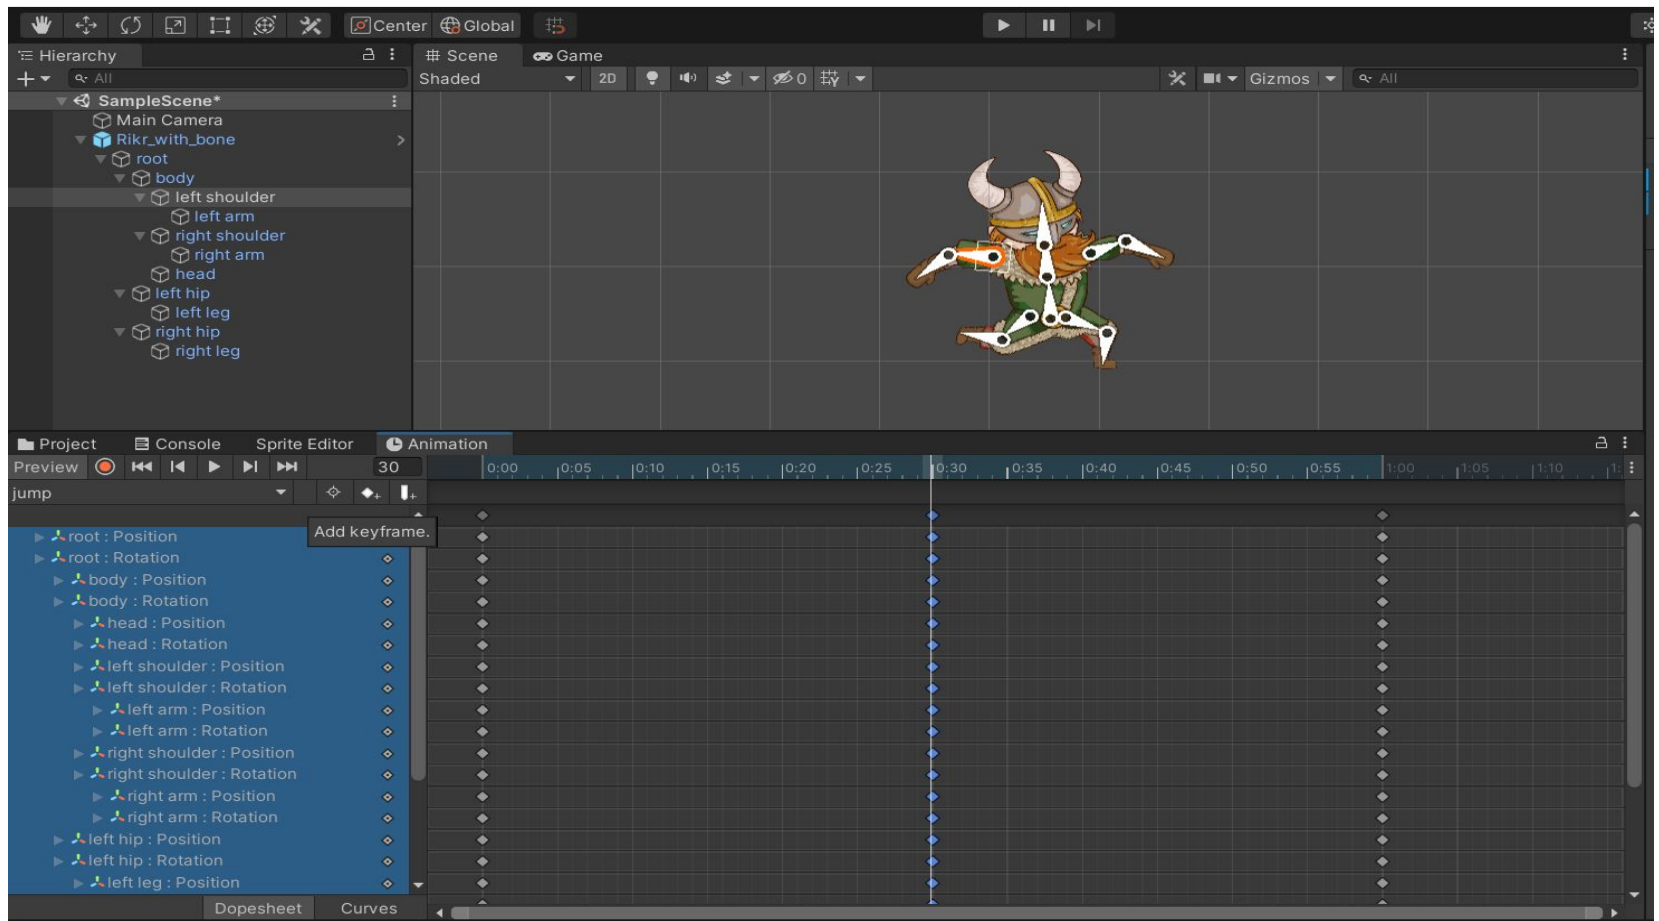 Center Global
Hierarchy
All
SampleScene*
Main Camera
Rikr_with_bone
root
body
left shoulder
left arm
right shoulder
right arm
head
left hip
left leg
right hip
right leg
# Scene Game
Shaded 2D 0 Gizmos All
Project Console Sprite Editor Animation
Preview 30 0:00 0:05 0:10 0:15 0:20 0:25 0:30 0:35 0:40 0:45 0:50 0:55 1:00 1:05 1:10 1:
jump
Add keyframe.
root : Position
root : Rotation
body : Position
body : Rotation
head : Position
head : Rotation
left shoulder : Position
left shoulder : Rotation
left arm : Position
left arm : Rotation
right shoulder : Position
right shoulder : Rotation
right arm : Position
right arm : Rotation
left hip : Position
left hip : Rotation
left leg : Position
Dopesheet Curves